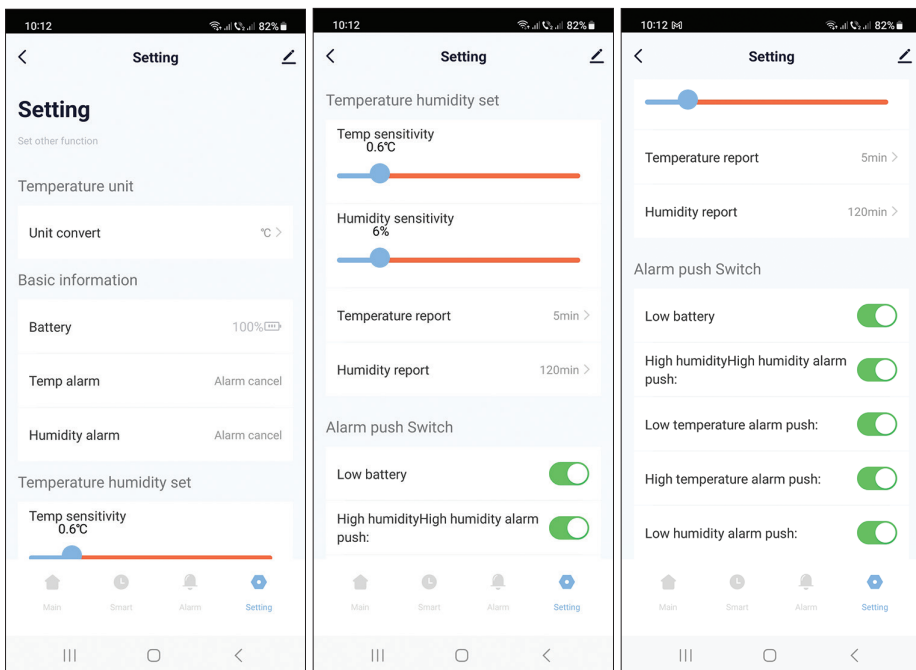 10:12
82%
Setting
Setting
Set other function
Temperature unit
Unit convert
°C
Basic information
Battery
100%
Temp alarm
Alarm cancel
Humidity alarm
Alarm cancel
Temperature humidity set
Temp sensitivity
0.6°C
Main
Smart
Alarm
Setting
10:12
82%
Setting
Temperature humidity set
Temp sensitivity
0.6°C
Humidity sensitivity
6%
Temperature report
5min
Humidity report
120min
Alarm push Switch
Low battery
High humidityHigh humidity alarm
push:
Main
Smart
Alarm
Setting
10:12
82%
Setting
Temperature report
5min
Humidity report
120min
Alarm push Switch
Low battery
High humidityHigh humidity alarm
push:
Low temperature alarm push:
High temperature alarm push:
Low humidity alarm push:
Main
Smart
Alarm
Setting